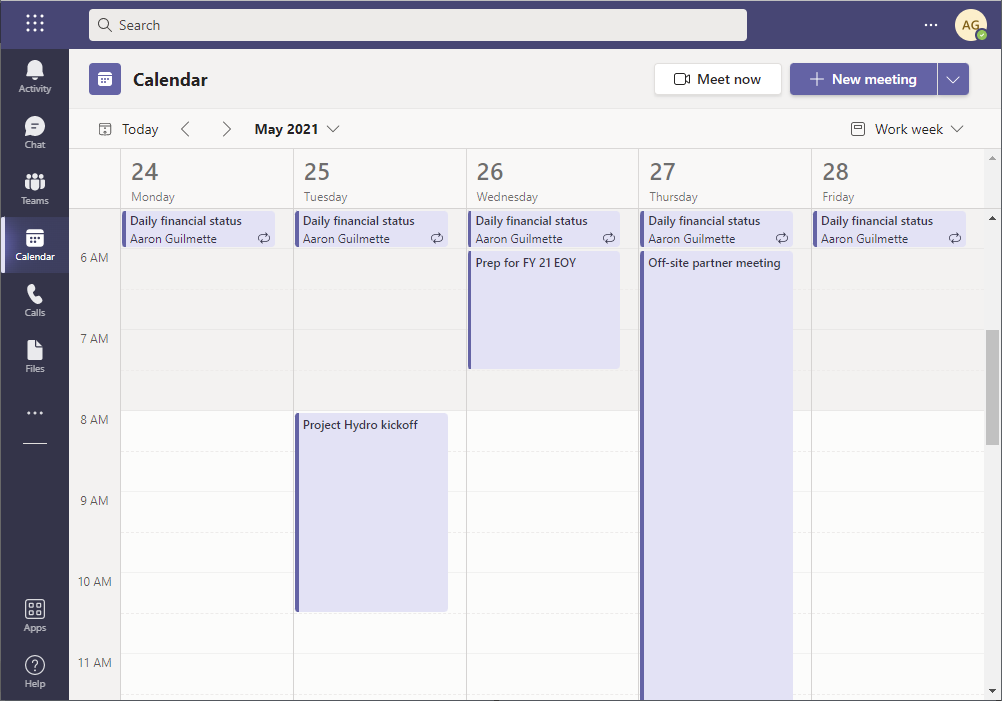 Search
AG
Activity
Chat
Teams
Calendar
Calls
Files
Apps
Help
Calendar
Meet now
New meeting
Today
May 2021
Work week
24
Monday
25
Tuesday
26
Wednesday
27
Thursday
28
Friday
Daily financial status
Aaron Guilmette
Daily financial status
Aaron Guilmette
Daily financial status
Aaron Guilmette
Daily financial status
Aaron Guilmette
Daily financial status
Aaron Guilmette
6 AM
Prep for FY 21 EOY
Off-site partner meeting
7 AM
8 AM
Project Hydro kickoff
9 AM
10 AM
11 AM